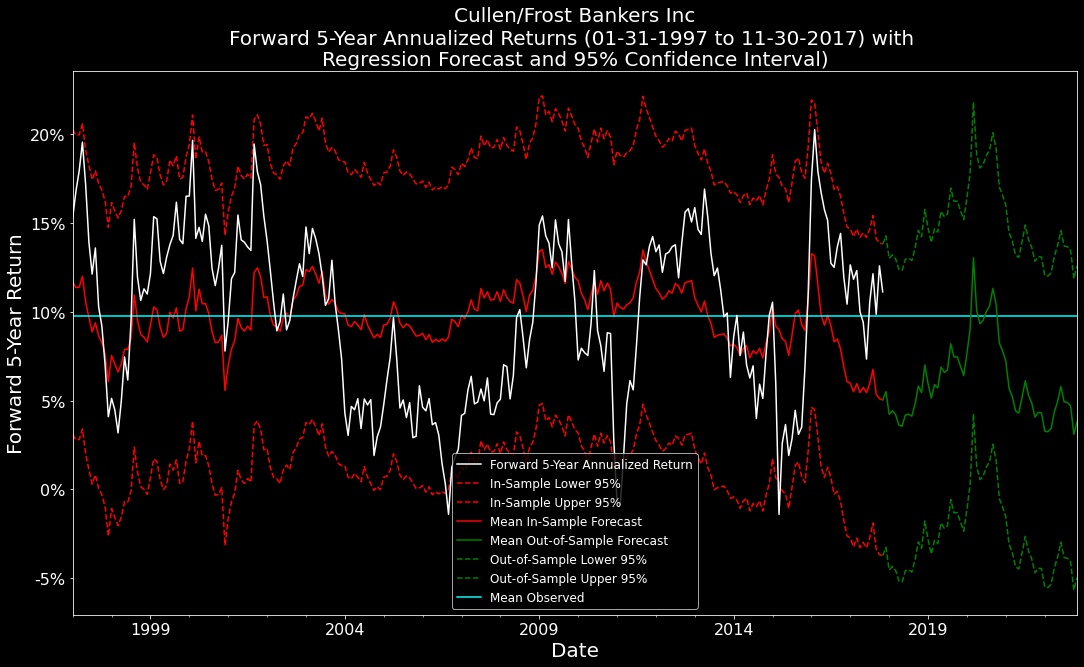 Cullen/Frost Bankers Inc
Forward 5-Year Annualized Returns (01-31-1997 to 11-30-2017) with
Regression Forecast and 95% Confidence Interval)
Forward 5-Year Return
20%
15%
10%
5%
0%
-5%
Forward 5-Year Annualized Return
In-Sample Lower 95%
In-Sample Upper 95%
Mean In-Sample Forecast
Mean Out-of-Sample Forecast
Out-of-Sample Lower 95%
Out-of-Sample Upper 95%
Mean Observed
1999 2004 2009 2014 2019
Date